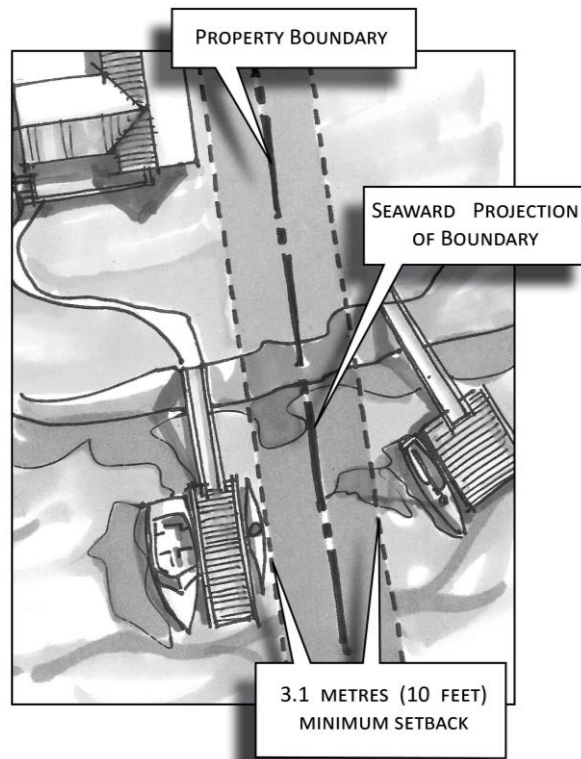 PROPERTY BOUNDARY
SEAWARD PROJECTION
OF BOUNDARY
3.1 METRES (10 FEET)
MINIMUM SETBACK